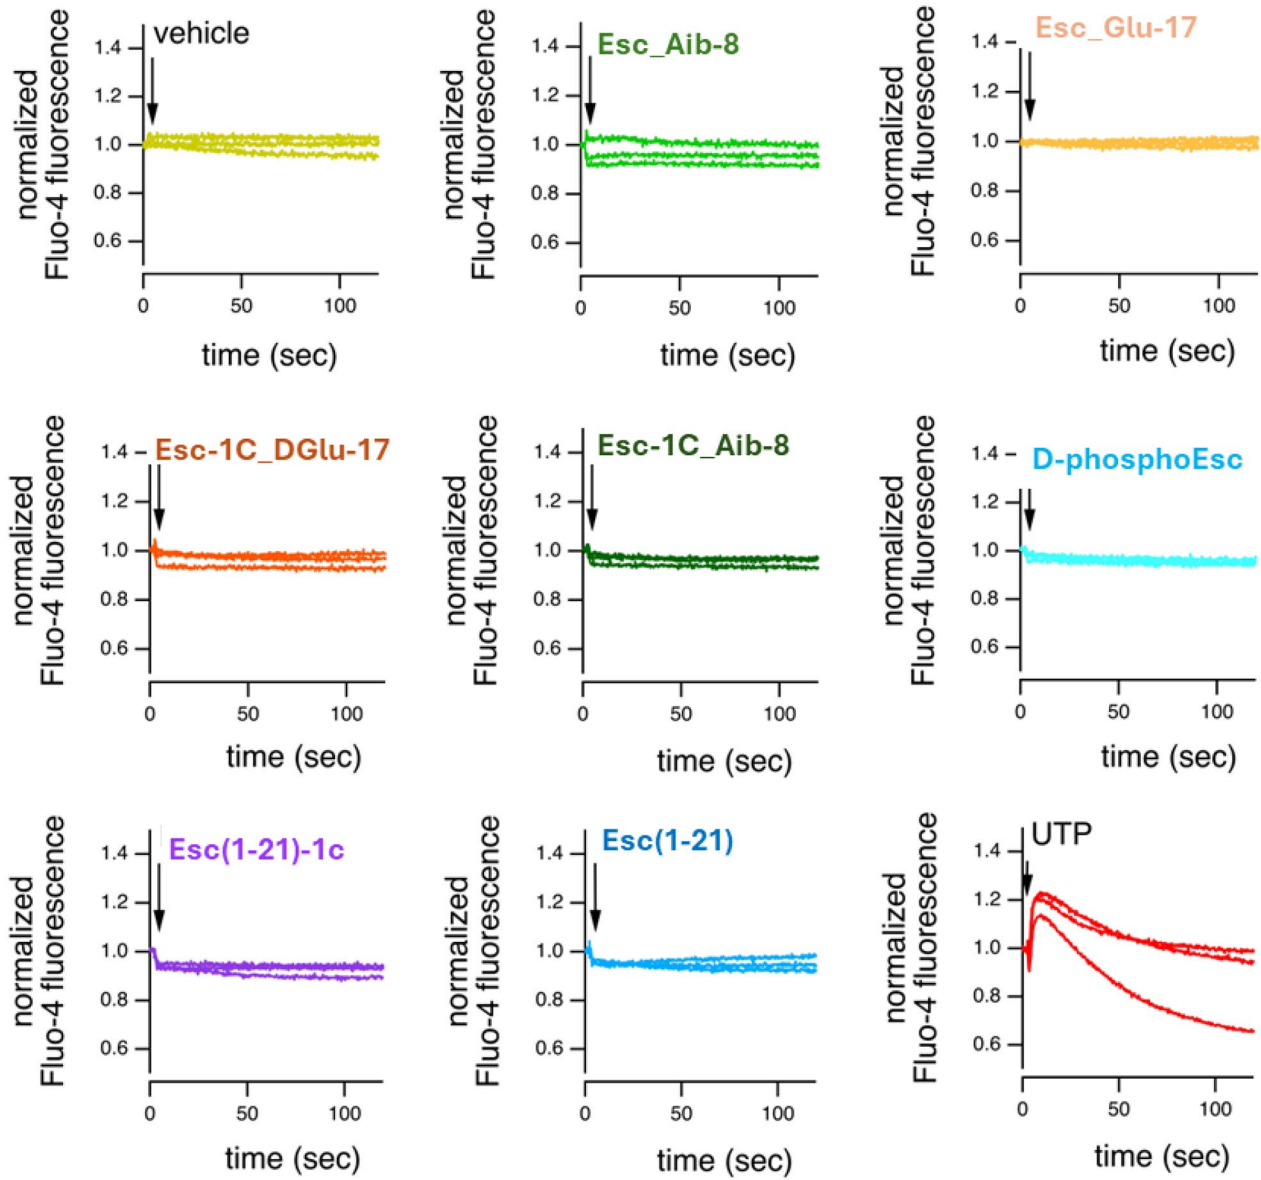 vehicle
normalized
Fluo-4 fluorescence
1.4
1.2
1.0
0.8
0.6
0 50 100
time (sec)
Esc_Aib-8
normalized
Fluo-4 fluorescence
1.4
1.2
1.0
0.8
0.6
0 50 100
time (sec)
Esc_Glu-17
normalized
Fluo-4 fluorescence
1.4
1.2
1.0
0.8
0.6
0 50 100
time (sec)
Esc-1C_DGlu-17
normalized
Fluo-4 fluorescence
1.4
1.2
1.0
0.8
0.6
0 50 100
time (sec)
Esc-1C_Aib-8
normalized
Fluo-4 fluorescence
1.4
1.2
1.0
0.8
0.6
0 50 100
time (sec)
D-phosphoEsc
normalized
Fluo-4 fluorescence
1.4
1.2
1.0
0.8
0.6
0 50 100
time (sec)
Esc(1-21)-1c
normalized
Fluo-4 fluorescence
1.4
1.2
1.0
0.8
0.6
0 50 100
time (sec)
Esc(1-21)
normalized
Fluo-4 fluorescence
1.4
1.2
1.0
0.8
0.6
0 50 100
time (sec)
UTP
normalized
Fluo-4 fluorescence
1.4
1.2
1.0
0.8
0.6
0 50 100
time (sec)